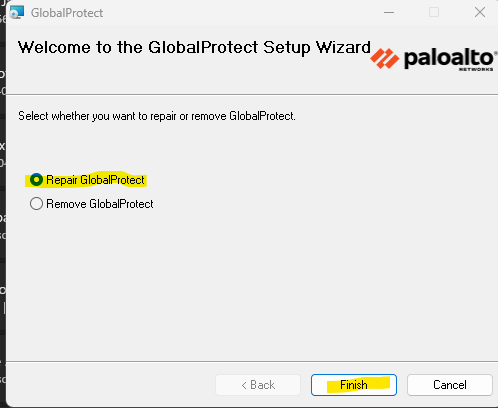 GlobalProtect
Welcome to the GlobalProtect Setup Wizard
paloalto®
NETWORKS
Select whether you want to repair or remove GlobalProtect.
Repair GlobalProtect
Remove GlobalProtect
< Back
Finish
Cancel